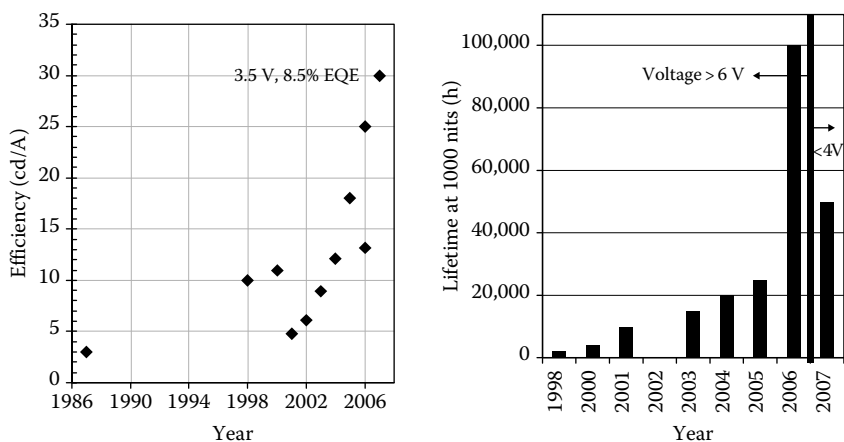 35
30
25
20
15
10
5
0
Efficiency (cd/A)
3.5 V, 8.5% EQE
1986 1990 1994 1998 2002 2006
Year
100,000
80,000
60,000
40,000
20,000
0
Lifetime at 1000 nits (h)
Voltage > 6 V
<4V
1998 2000 2001 2002 2003 2004 2005 2006 2007
Year